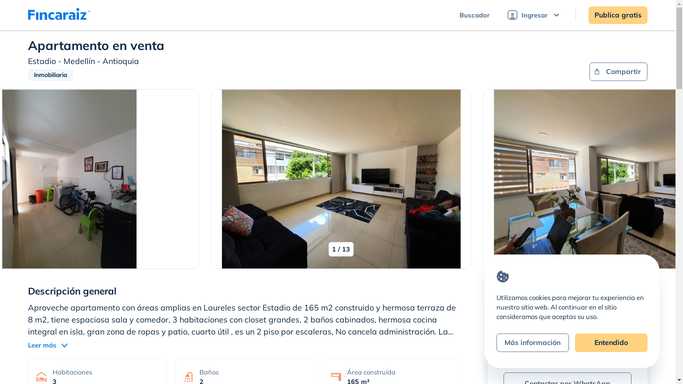 Fincaraiz
Buscador
Ingresar
Publica gratis
Apartamento en venta
Estadio - Medellín - Antioquia
Inmobiliaria
Compartir
1 / 13
Descripción general
Aproveche apartamento con áreas amplias en Laureles sector Estadio de 165 m2 construido y hermosa terraza de
8 m2, tiene espaciosa sala y comedor, 3 habitaciones con closet grandes, 2 baños cabinados, hermosa cocina
integral en isla, gran zona de ropas y patio, cuarto útil , es un 2 piso por escaleras, No cancela administración. La...
Leer más
Habitaciones
3
Baños
2
Área construida
165 m²
Utilizamos cookies para mejorar tu experiencia en
nuestro sitio web. Al continuar en el sitio
consideramos que aceptas su uso.
Más información
Entendido
Contactar por WhatsApp